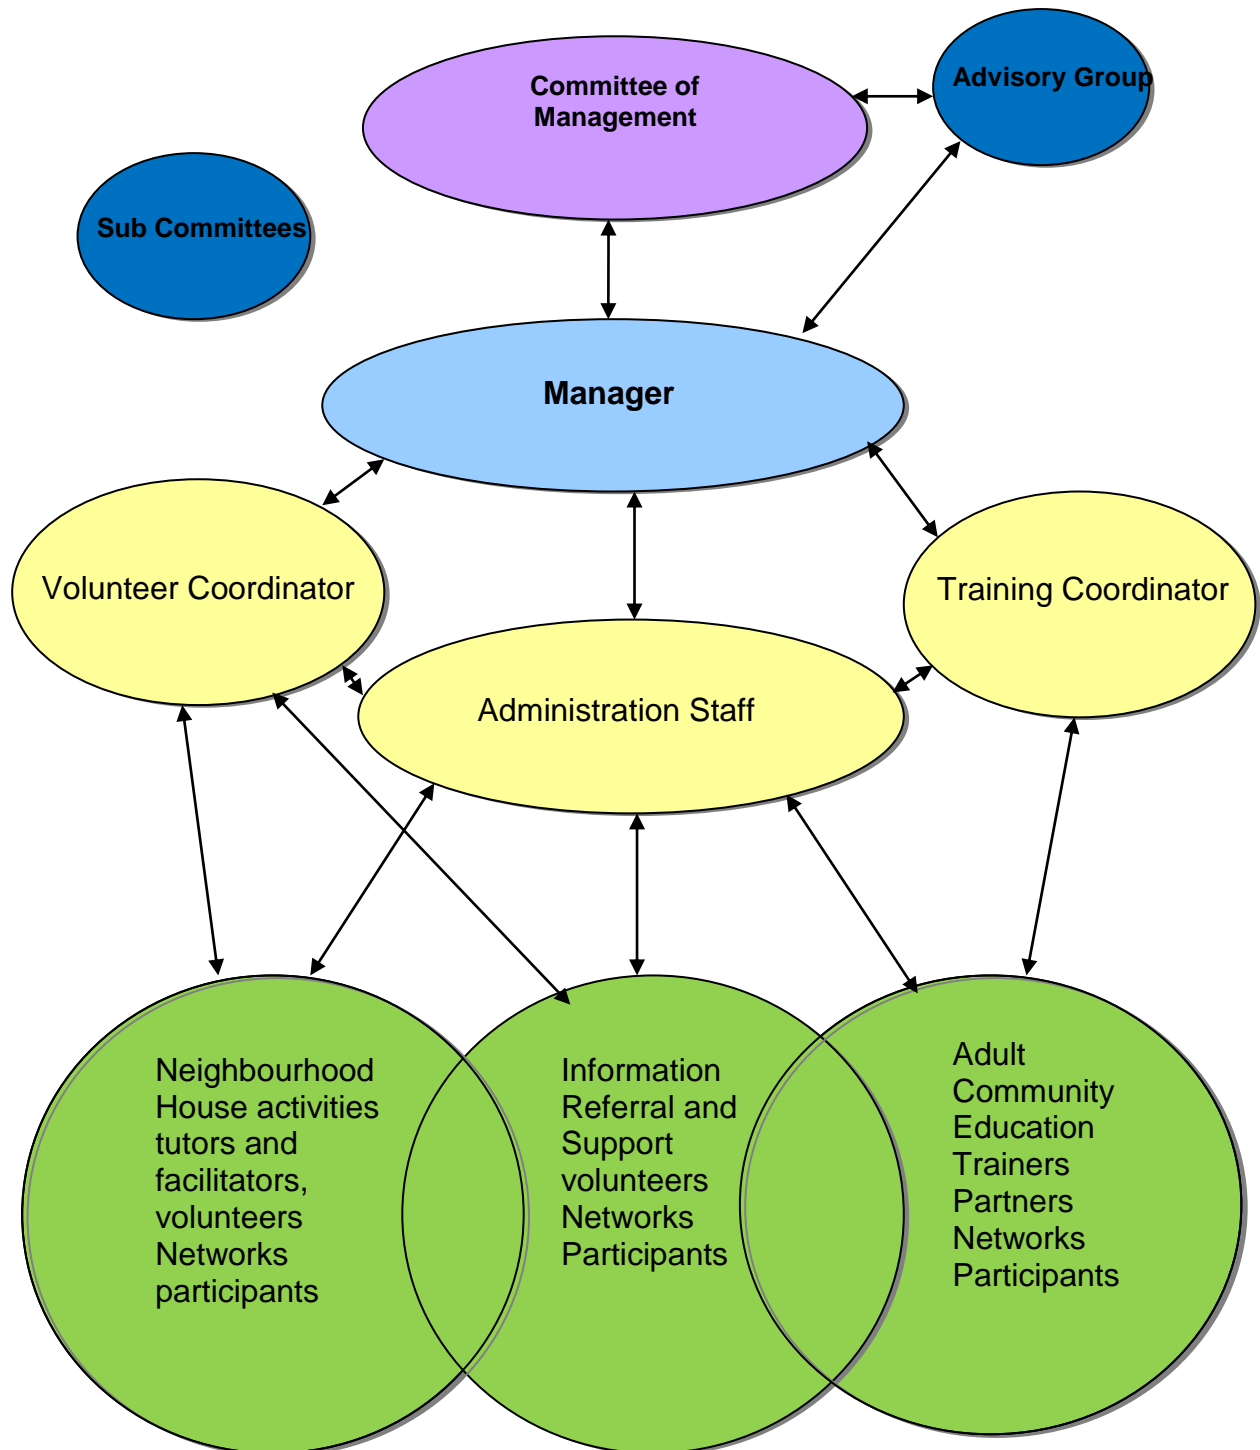 Committee of
Management
Advisory Group
Sub Committees
Manager
Volunteer Coordinator
Training Coordinator
Administration Staff
Neighbourhood
House activities
tutors and
facilitators,
volunteers
Networks
participants
Information
Referral and
Support
volunteers
Networks
Participants
Adult
Community
Education
Trainers
Partners
Networks
Participants